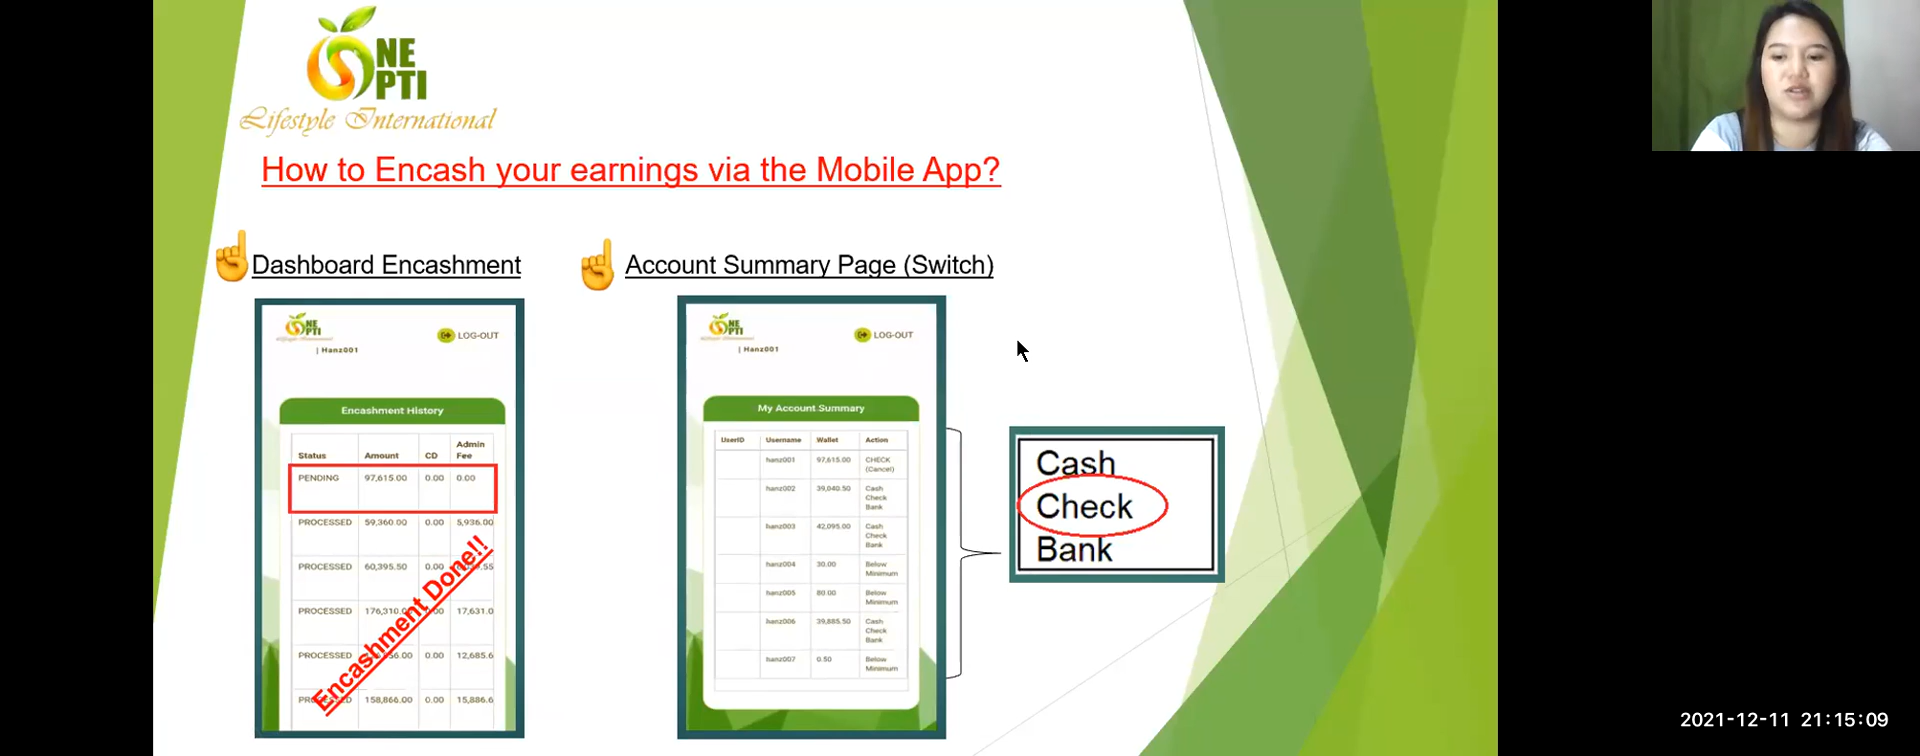 NE
PTI
Lifestyle International
How to Encash your earnings via the Mobile App?
Dashboard Encashment
Account Summary Page (Switch)
NE
PTI
LOG-OUT
| Hanz001
Encashment History
Status Amount CD Admin Fee
PENDING 97,615.00 0.00 0.00
PROCESSED 59,360.00 0.00 5,936.00
PROCESSED 60,395.50 0.00
PROCESSED 0.00 17,631.0
PROCESSED 0.00 12,685.6
158,866.00 0.00 15,886.6
Encashment Done!!
NE
PTI
LOG-OUT
| Hanz001
My Account Summary
UserID Username Wallet Action
hanz001 97,615.00 CHECK
(Cancel)
hanz002 39,040.50 Cash
Check
Bank
hanz003 42,095.00 Cash
Check
Bank
hanz004 30.00 Below
Minimum
hanz005 80.00 Below
Minimum
hanz006 39,885.50 Cash
Check
Bank
hanz007 0.50 Below
Minimum
Cash
Check
Bank
2021-12-11 21:15:09